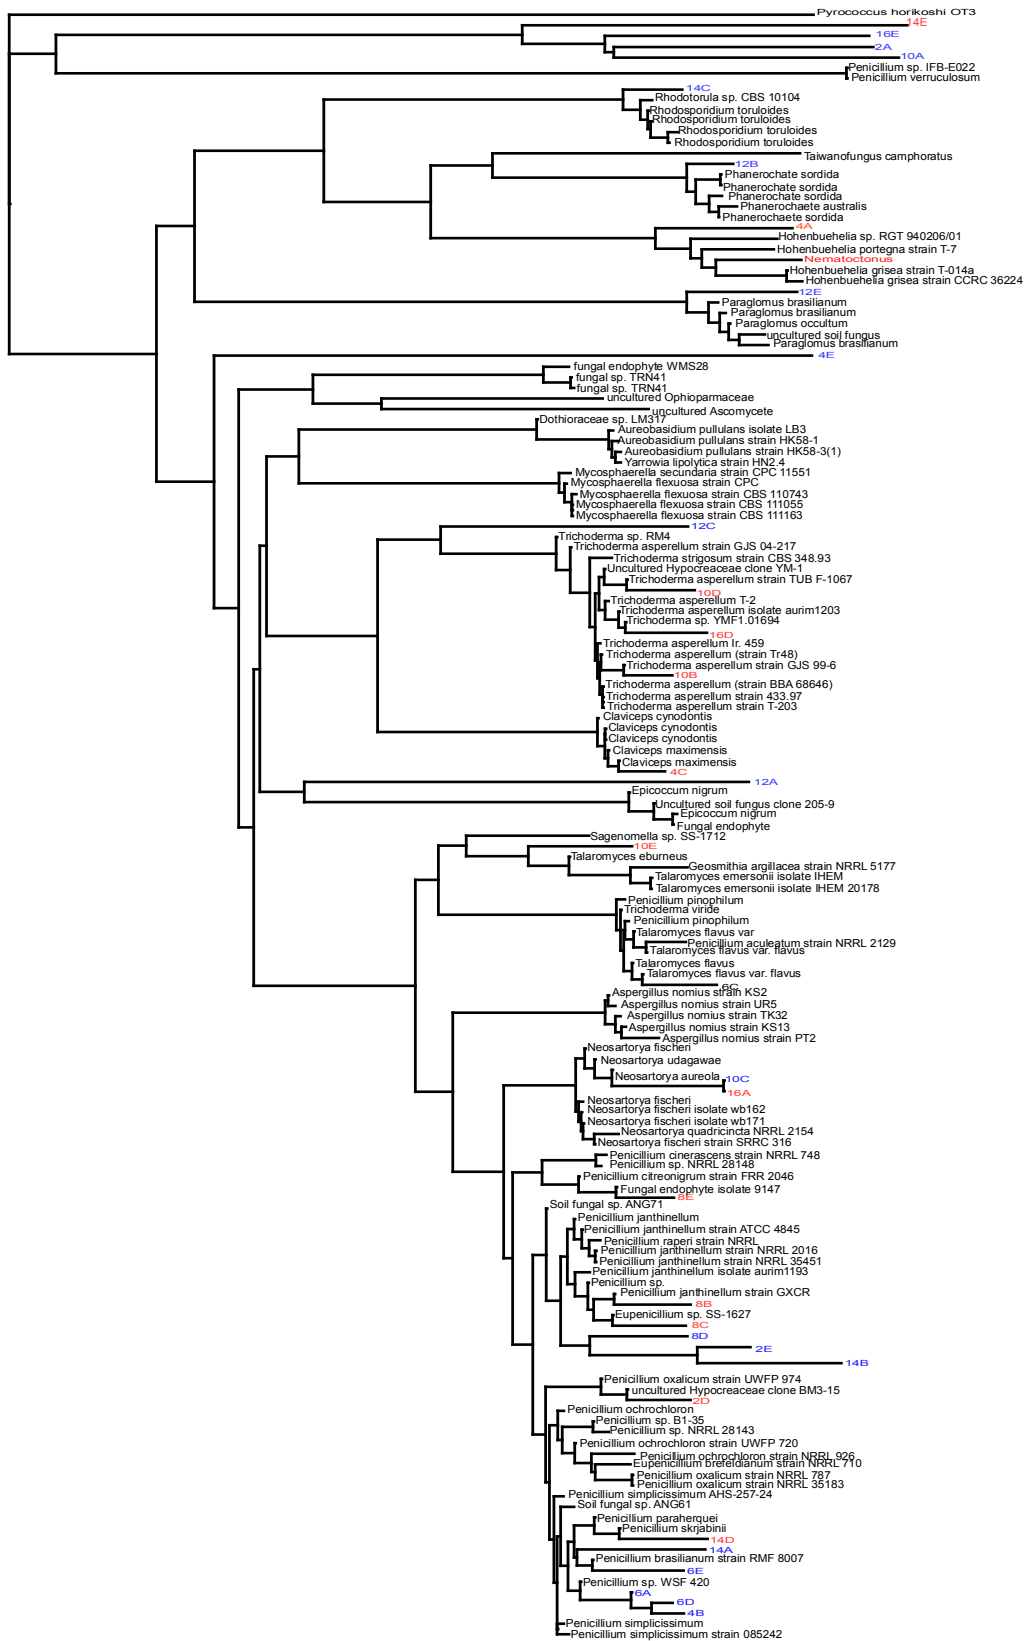 Pyrococcus horikoshi OT3
14E
16E
2A
10A
Penicillium sp. IFB-E022
Penicillium verruculosum
14C
Rhodotorula sp. CBS 10104
Rhodosporidium toruloides
Rhodosporidium toruloides
Rhodosporidium toruloides
Rhodosporidium toruloides
Taiwanofungus camphoratus
12B
Phanerochate sordida
Phanerochate sordida
Phanerochate sordida
Phanerochaete australis
Phanerochaete sordida
4A
Hohenbuehelia sp. RGT 940206/01
Hohenbuehelia portegna strain T-7
Nematoctonus
Hohenbuehelia grisea strain T-014a
Hohenbuehelia grisea strain CCRC 36224
12E
Paraglomus brasilianum
Paraglomus brasilianum
Paraglomus occultum
uncultured soil fungus
Paraglomus brasilianum
4E
fungal endophyte WMS28
fungal sp. TRN41
fungal sp. TRN41
uncultured Ophioparmaceae
uncultured Ascomycete
Dothioraceae sp. LM317
Aureobasidium pullulans isolate LB3
Aureobasidium pullulans strain HK58-1
Aureobasidium pullulans strain HK58-3(1)
Yarrowia lipolytica strain HN2.4
Mycosphaerella secundaria strain CPC 11551
Mycosphaerella flexuosa strain CPC
Mycosphaerella flexuosa strain CBS 110743
Mycosphaerella flexuosa strain CBS 111055
Mycosphaerella flexuosa strain CBS 111163
12C
Trichoderma sp. RM4
Trichoderma asperellum strain GJS 04-217
Trichoderma strigosum strain CBS 348.93
Uncultured Hypocreaceae clone YM-1
Trichoderma asperellum strain TUB F-1067
10D
Trichoderma asperellum T-2
Trichoderma asperellum isolate aurim1203
Trichoderma sp. YMF1.01694
16D
Trichoderma asperellum Ir. 459
Trichoderma asperellum (strain Tr48)
Trichoderma asperellum strain GJS 99-6
10B
Trichoderma asperellum (strain BBA 68646)
Trichoderma asperellum strain 433.97
Trichoderma asperellum strain T-203
Claviceps cynodontis
Claviceps cynodontis
Claviceps cynodontis
Claviceps maximensis
Claviceps maximensis
4C
12A
Epicoccum nigrum
Uncultured soil fungus clone 205-9
Epicoccum nigrum
Fungal endophyte
Sagenomella sp. SS-1712
10E
Talaromyces eburneus
Geosmithia argillacea strain NRRL 5177
Talaromyces emersonii isolate IHEM
Talaromyces emersonii isolate IHEM 20178
Penicillium pinophilum
Trichoderma viride
Penicillium pinophilum
Talaromyces flavus var
Penicillium aculeatum strain NRRL 2129
Talaromyces flavus var. flavus
Talaromyces flavus
Talaromyces flavus var. flavus
6C
Aspergillus nomius strain KS2
Aspergillus nomius strain UR5
Aspergillus nomius strain TK32
Aspergillus nomius strain KS13
Aspergillus nomius strain PT2
Neosartorya fischeri
Neosartorya udagawae
Neosartorya aureola
10C
16A
Neosartorya fischeri
Neosartorya fischeri isolate wb162
Neosartorya fischeri isolate wb171
Neosartorya quadricincta NRRL 2154
Neosartorya fischeri strain SRRC 316
Penicillium cinerascens strain NRRL 748
Penicillium sp. NRRL 28148
Penicillium citreonigrum strain FRR 2046
Fungal endophyte isolate 9147
8E
Soil fungal sp. ANG71
Penicillium janthinellum
Penicillium janthinellum strain ATCC 4845
Penicillium raperi strain NRRL
Penicillium janthinellum strain NRRL 2016
Penicillium janthinellum strain NRRL 35451
Penicillium janthinellum isolate aurim1193
Penicillium sp.
Penicillium janthinellum strain GXCR
8B
Eupenicillium sp. SS-1627
8C
8D
2E
14B
Penicillium oxalicum strain UWFP 974
uncultured Hypocreaceae clone BM3-15
2D
Penicillium ochrochloron
Penicillium sp. B1-35
Penicillium sp. NRRL 28143
Penicillium ochrochloron strain UWFP 720
Penicillium ochrochloron strain NRRL 926
Eupenicillium brefeldianum strain NRRL 710
Penicillium oxalicum strain NRRL 787
Penicillium oxalicum strain NRRL 35183
Penicillium simplicissimum AHS-257-24
Soil fungal sp. ANG61
Penicillium paraherquei
Penicillium skrjabinii
14D
14A
Penicillium brasilianum strain RMF 8007
6E
Penicillium sp. WSF 420
6A
6D
4B
Penicillium simplicissimum
Penicillium simplicissimum strain 085242